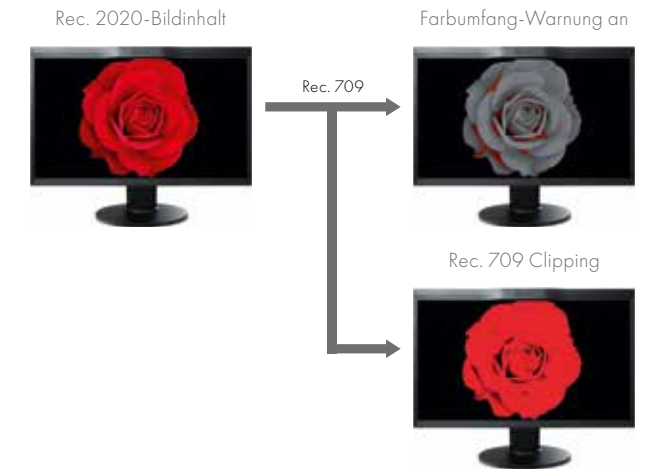 Rec. 2020-Bildinhalt
Farbumfang-Warnung an
Rec. 709
Rec. 709 Clipping